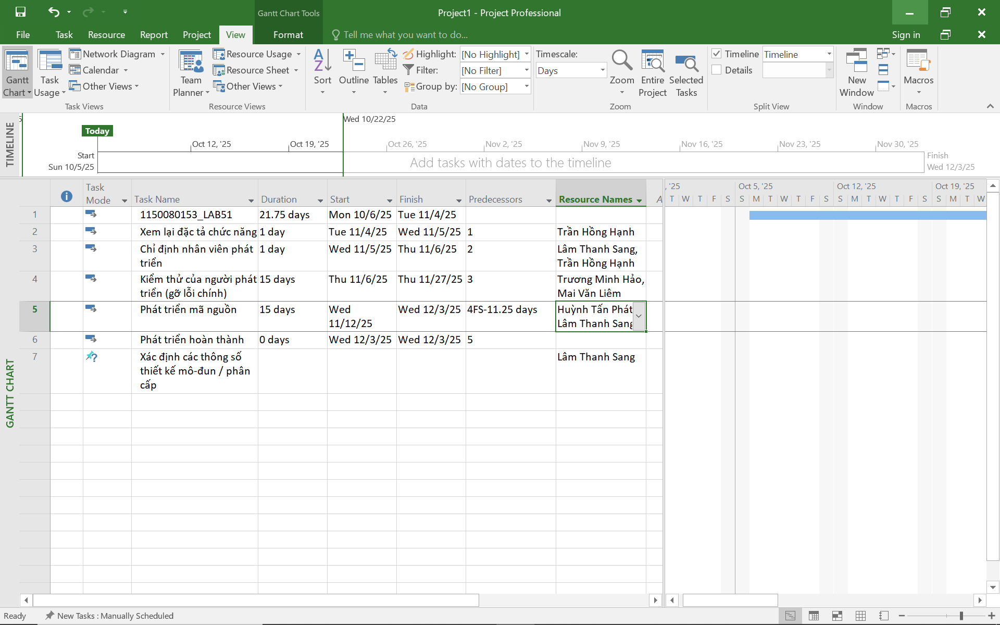 Gantt Chart Tools
Project1 - Project Professional
File
Task
Resource
Report
Project
View
Format
Tell me what you want to do...
Sign in
Gantt
Chart
Task
Usage
Network Diagram
Calendar
Other Views
Task Views
Team
Planner
Resource Usage
Resource Sheet
Other Views
Resource Views
Sort
Outline
Tables
Highlight:
[No Highlight]
Filter:
[No Filter]
Group by:
[No Group]
Data
Timescale:
Days
Zoom
Entire
Project
Selected
Tasks
Zoom
Timeline
Timeline
Details
Split View
New
Window
Window
Macros
Macros
TIMELINE
Today
Wed 10/22/25
Oct 12, '25
Oct 19, '25
Oct 26, '25
Nov 2, '25
Nov 9, '25
Nov 16, '25
Nov 23, '25
Nov 30, '25
Start
Sun 10/5/25
Add tasks with dates to the timeline
Finish
Wed 12/3/25
GANTT CHART
Task
Mode
Task Name
Duration
Start
Finish
Predecessors
Resource Names
A
, '25
Oct 5, '25
Oct 12, '25
Oct 19, '25
T W T F S S M T W T F S S M T W T F S S M T W
1 1150080153_LAB51 21.75 days Mon 10/6/25 Tue 11/4/25
2 Xem lại đặc tả chức năng 1 day Tue 11/4/25 Wed 11/5/25 1 Trần Hồng Hạnh
3 Chỉ định nhân viên phát 1 day Wed 11/5/25 Thu 11/6/25 2 Lâm Thanh Sang,
triển Trần Hồng Hạnh
4 Kiểm thử của người phát 15 days Thu 11/6/25 Thu 11/27/25 3 Trương Minh Hảo,
triển (gỡ lỗi chính) Mai Văn Liêm
5 Phát triển mã nguồn 15 days Wed Wed 12/3/25 4FS-11.25 days Huỳnh Tấn Phát
11/12/25 Lâm Thanh Sang
6 Phát triển hoàn thành 0 days Wed 12/3/25 Wed 12/3/25 5
7 Xác định các thông số Lâm Thanh Sang
thiết kế mô-đun / phân
cấp
Ready
New Tasks : Manually Scheduled